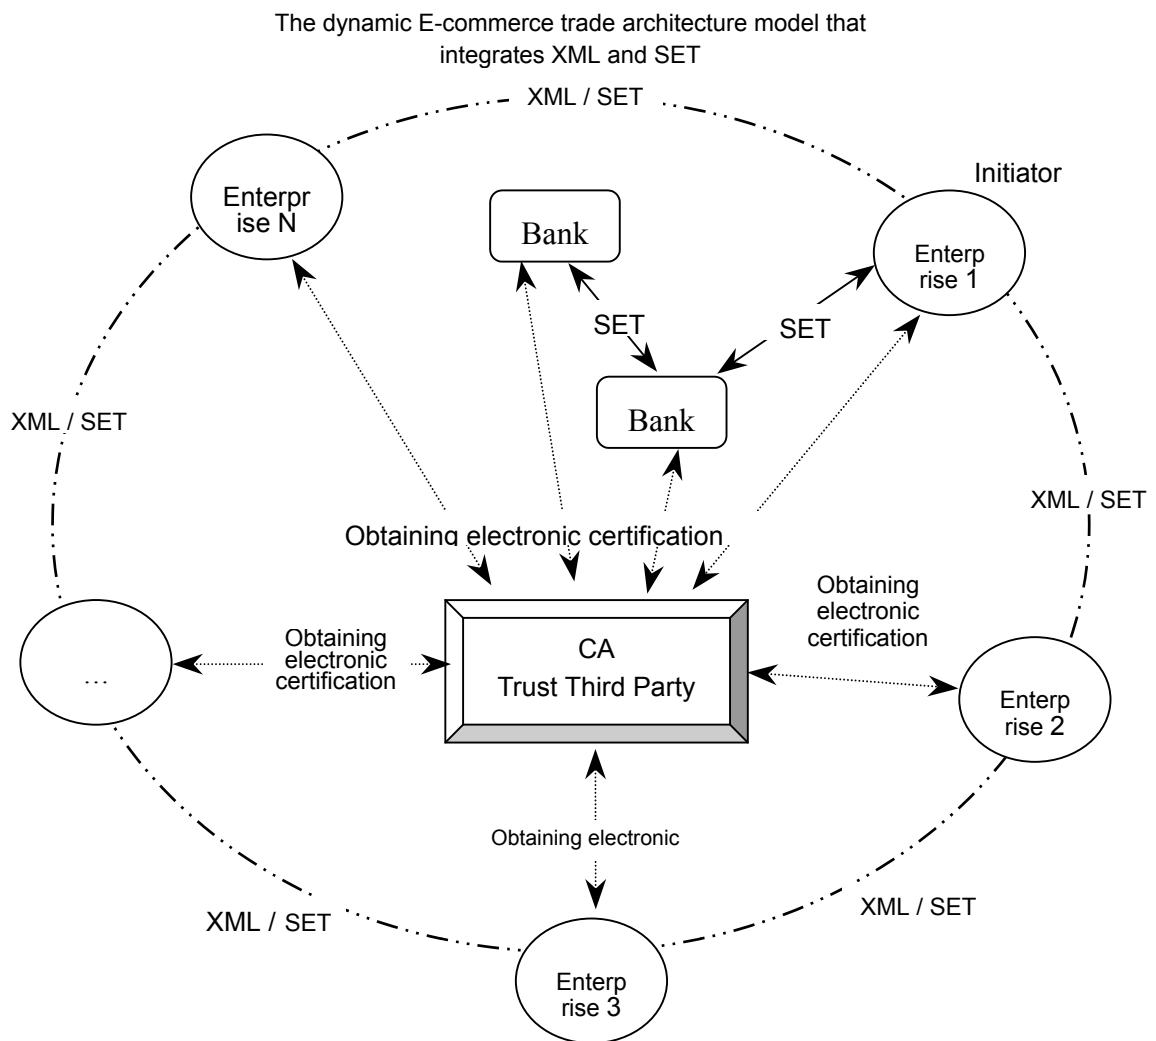 The dynamic E-commerce trade architecture model that
integrates XML and SET
XML / SET
Initiator
Enterpr
ise N
Bank
Enterp
rise 1
SET
SET
Bank
XML / SET
XML / SET
Obtaining electronic certification
Obtaining
electronic
certification
Obtaining
electronic
certification
CA
Trust Third Party
...
Enterp
rise 2
Obtaining electronic
XML / SET
XML / SET
Enterp
rise 3